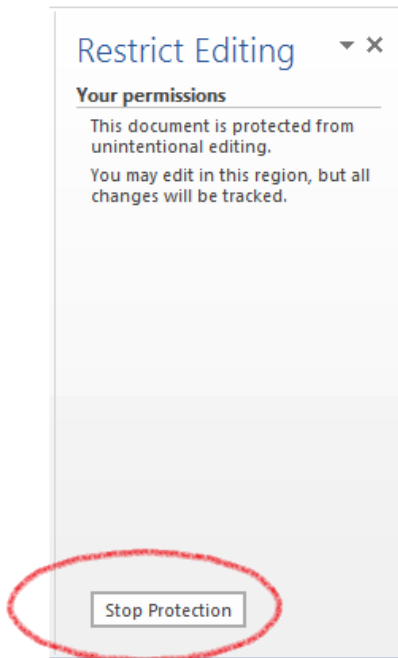 Restrict Editing
Your permissions
This document is protected from
unintentional editing.
You may edit in this region, but all
changes will be tracked.
Stop Protection